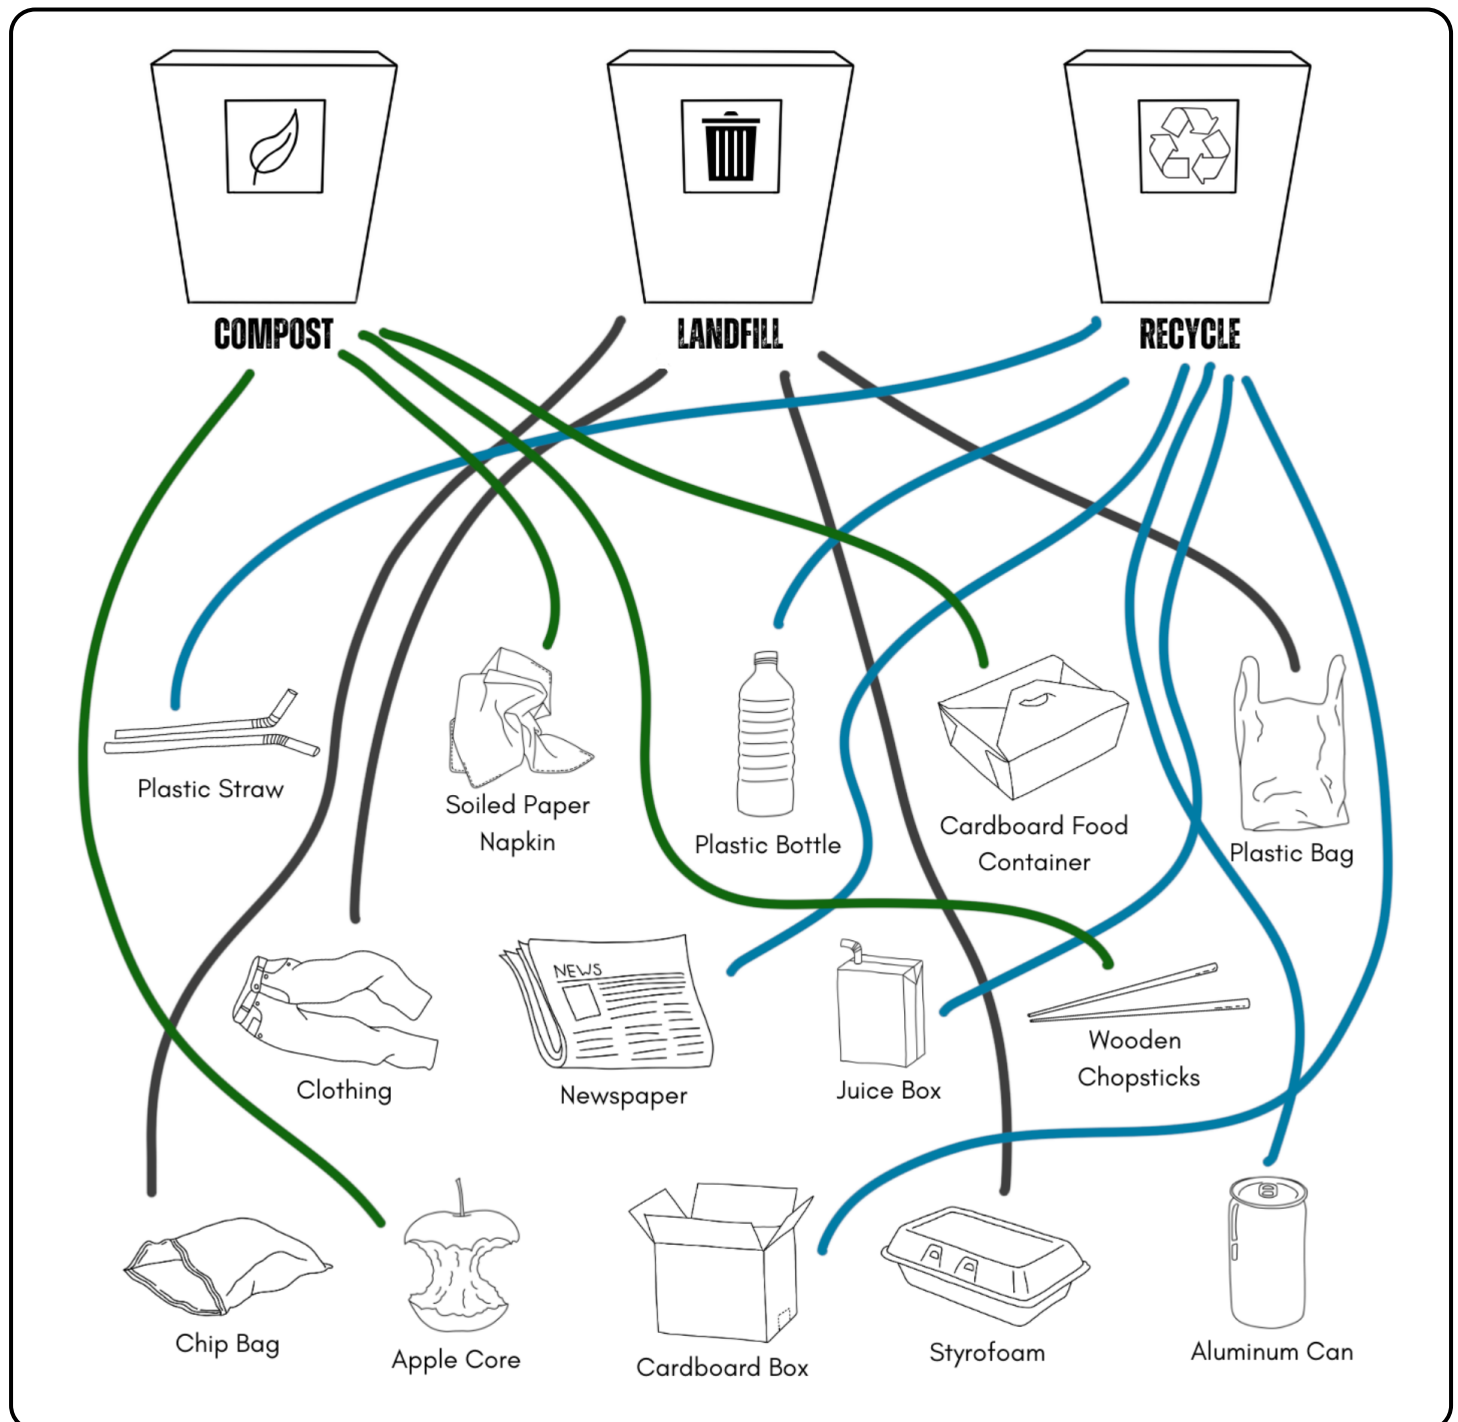 COMPOST
LANDFILL
RECYCLE
Plastic Straw
Soiled Paper
Napkin
Plastic Bottle
Cardboard Food
Container
Plastic Bag
Clothing
NEWS
Newspaper
Juice Box
Wooden
Chopsticks
Chip Bag
Apple Core
Cardboard Box
Styrofoam
Aluminum Can